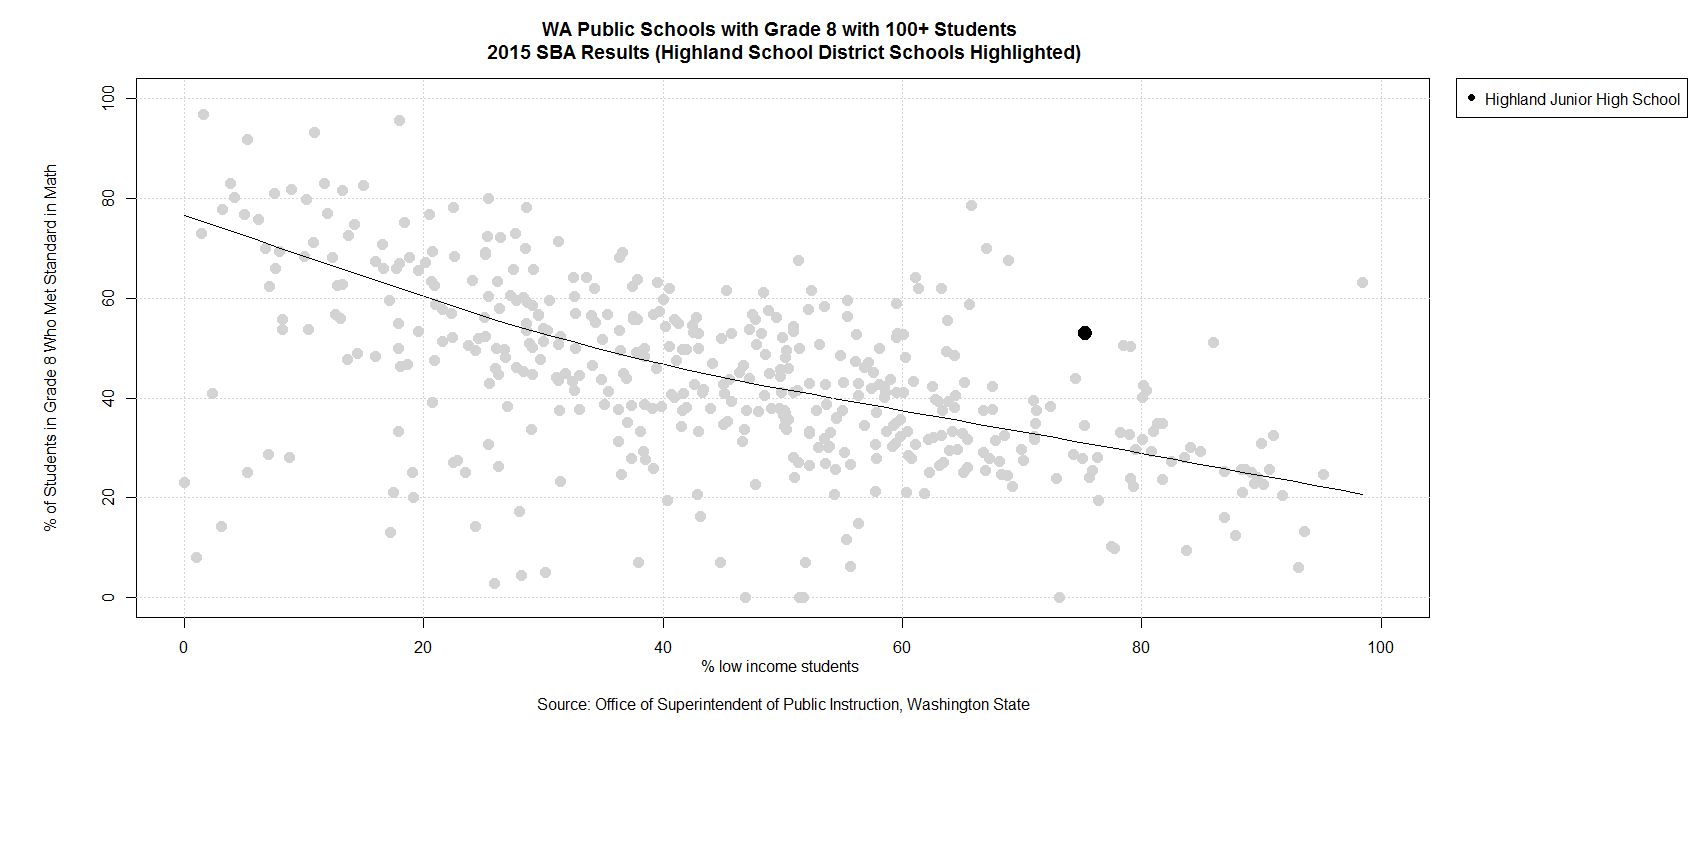 WA Public Schools with Grade 8 with 100+ Students
2015 SBA Results (Highland School District Schools Highlighted)
Highland Junior High School
% of Students in Grade 8 Who Met Standard in Math
100
80
60
40
20
0
0 20 40 60 80 100
% low income students
Source: Office of Superintendent of Public Instruction, Washington State